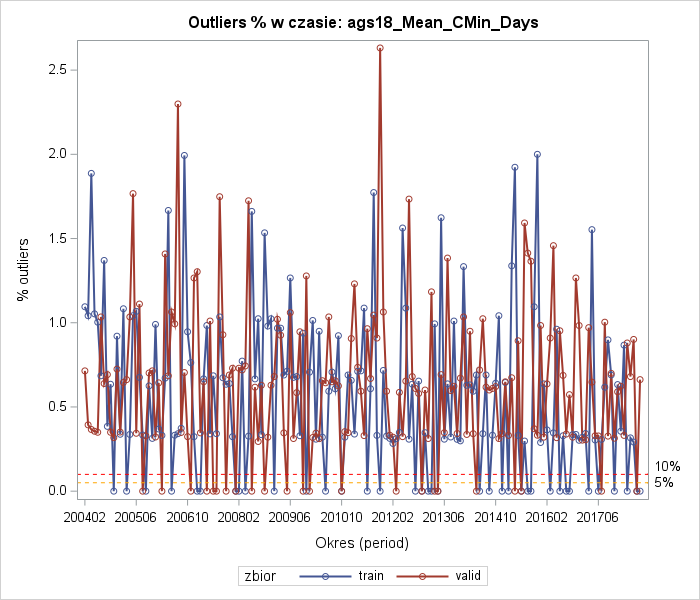 Outliers % w czasie: ags18_Mean_CMin_Days
% outliers
2.5
2.0
1.5
1.0
0.5
0.0
10%
5%
200402 200506 200610 200802 200906 201010 201202 201306 201410 201602 201706
Okres (period)
zbior train valid